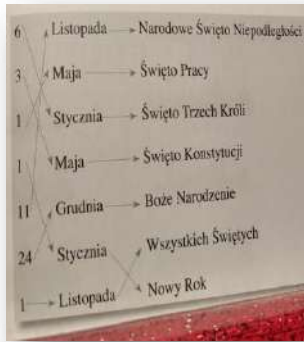 6 Listopada Narodowe Święto Niepodległości
3 Maja Święto Pracy
1 Stycznia Święto Trzech Króli
1 Maja Święto Konstytucji
11 Grudnia Boże Narodzenie
24 Stycznia Wszystkich Świętych
1 Listopada Nowy Rok